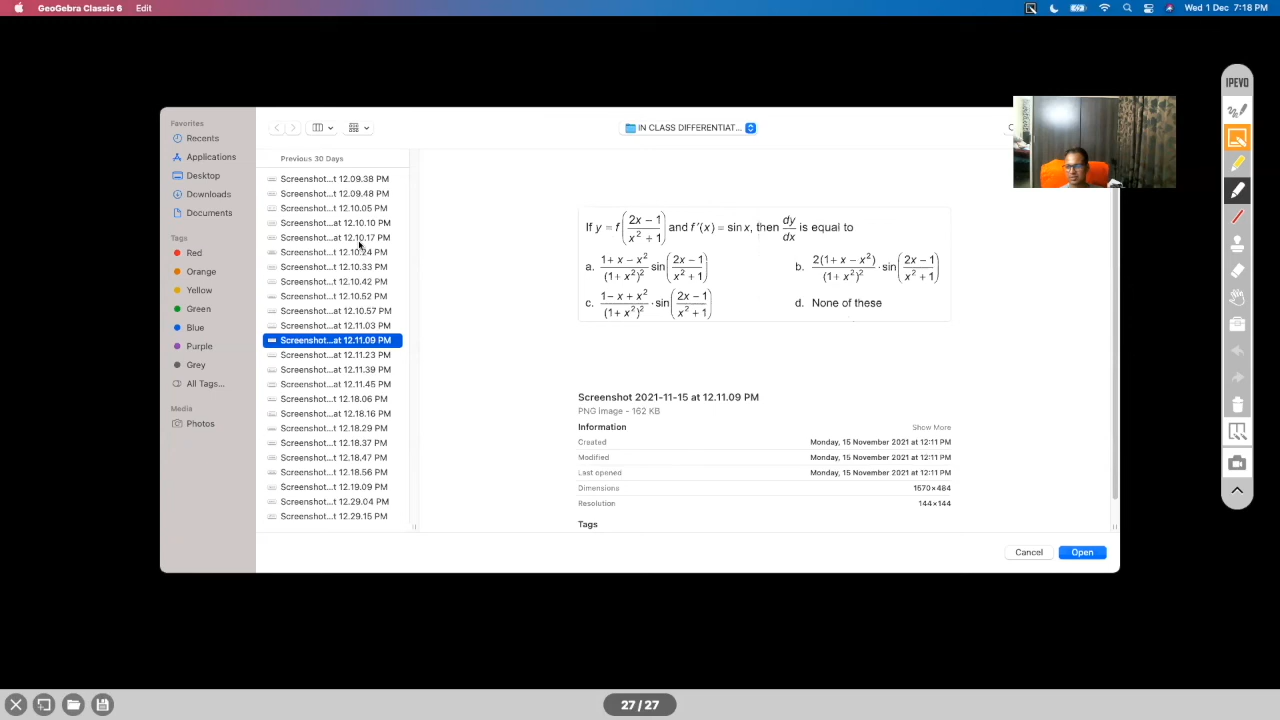 GeoGebra Classic 6 Edit Wed 1 Dec 7:18 PM
IPEVO
Favorites
Recents
Applications
Desktop
Downloads
Documents
Tags
Red
Orange
Yellow
Green
Blue
Purple
Grey
All Tags...
Media
Photos
IN CLASS DIFFERENTIAT...
Previous 30 Days
Screenshot...t 12.09.38 PM
Screenshot...t 12.09.48 PM
Screenshot...t 12.10.05 PM
Screenshot...at 12.10.10 PM
Screenshot...at 12.10.17 PM
Screenshot...t 12.10.24 PM
Screenshot...t 12.10.33 PM
Screenshot...t 12.10.42 PM
Screenshot...t 12.10.52 PM
Screenshot...t 12.10.57 PM
Screenshot...at 12.11.03 PM
Screenshot...at 12.11.09 PM
Screenshot...at 12.11.23 PM
Screenshot...at 12.11.39 PM
Screenshot...at 12.11.45 PM
Screenshot...t 12.18.06 PM
Screenshot...at 12.18.16 PM
Screenshot...t 12.18.29 PM
Screenshot...t 12.18.37 PM
Screenshot...t 12.18.47 PM
Screenshot...t 12.18.56 PM
Screenshot...t 12.19.09 PM
Screenshot...t 12.29.04 PM
Screenshot...t 12.29.15 PM
If y = f((2x − 1)/(x² + 1)) and f′(x) = sin x, then dy/dx is equal to
a. (1 + x − x²)/(1 + x²)² sin((2x − 1)/(x² + 1)) b. 2(1 + x − x²)/(1 + x²)² · sin((2x − 1)/(x² + 1))
c. (1 − x + x²)/(1 + x²)² · sin((2x − 1)/(x² + 1)) d. None of these
Screenshot 2021-11-15 at 12.11.09 PM
PNG image - 162 KB
Information Show More
Created Monday, 15 November 2021 at 12:11 PM
Modified Monday, 15 November 2021 at 12:11 PM
Last opened Monday, 15 November 2021 at 12:11 PM
Dimensions 1570×484
Resolution 144×144
Tags
Cancel Open
27 / 27